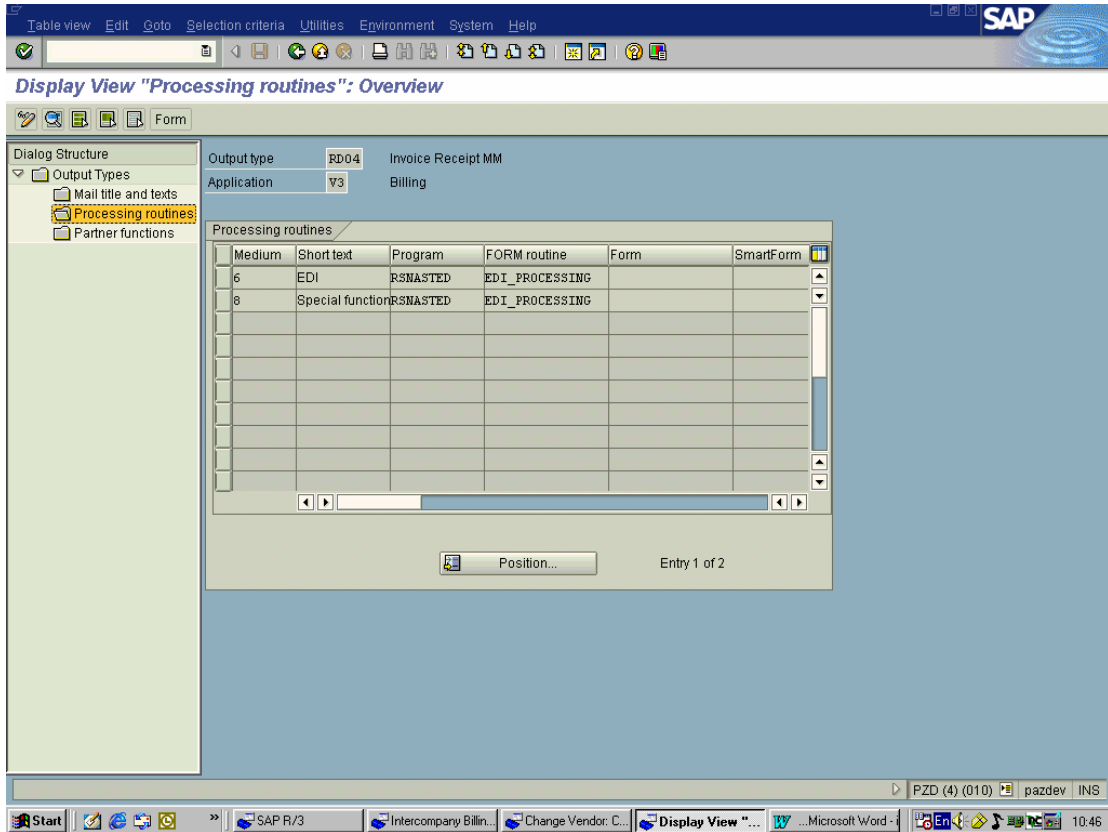 Table view Edit Goto Selection criteria Utilities Environment System Help
SAP
Display View "Processing routines": Overview
Form
Dialog Structure
Output Types
Mail title and texts
Processing routines
Partner functions
Output type RD04 Invoice Receipt MM
Application V3 Billing
Processing routines
Medium Short text Program FORM routine Form SmartForm
6 EDI RSNASTED EDI_PROCESSING
8 Special function RSNASTED EDI_PROCESSING
Position... Entry 1 of 2
PZD (4) (010) pazdev INS
Start » SAP R/3 Intercompany Billin... Change Vendor: C... Display View "... ...Microsoft Word - i En 10:46